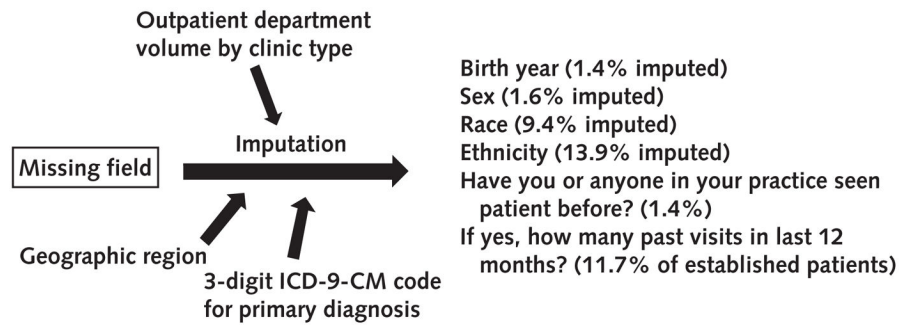 Outpatient department
volume by clinic type
Imputation
Missing field
Geographic region
3-digit ICD-9-CM code
for primary diagnosis
Birth year (1.4% imputed)
Sex (1.6% imputed)
Race (9.4% imputed)
Ethnicity (13.9% imputed)
Have you or anyone in your practice seen
patient before? (1.4%)
If yes, how many past visits in last 12
months? (11.7% of established patients)